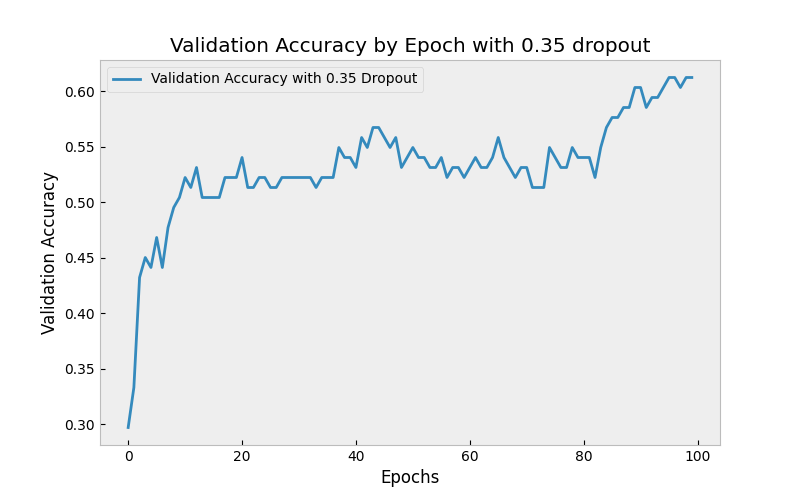 Validation Accuracy by Epoch with 0.35 dropout
Validation Accuracy with 0.35 Dropout
Validation Accuracy
0.60
0.55
0.50
0.45
0.40
0.35
0.30
0 20 40 60 80 100
Epochs